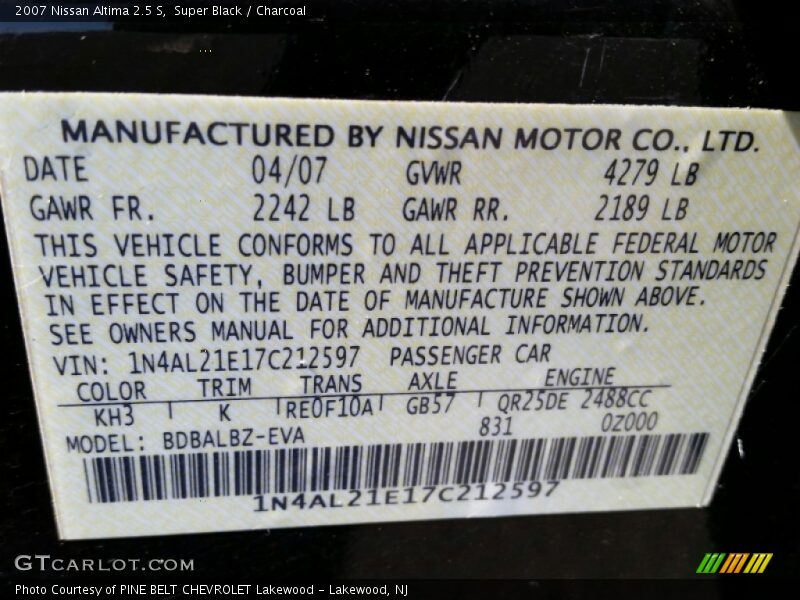 2007 Nissan Altima 2.5 S, Super Black / Charcoal
MANUFACTURED BY NISSAN MOTOR CO., LTD.
DATE 04/07 GVWR 4279 LB
GAWR FR. 2242 LB GAWR RR. 2189 LB
THIS VEHICLE CONFORMS TO ALL APPLICABLE FEDERAL MOTOR
VEHICLE SAFETY, BUMPER AND THEFT PREVENTION STANDARDS
IN EFFECT ON THE DATE OF MANUFACTURE SHOWN ABOVE.
SEE OWNERS MANUAL FOR ADDITIONAL INFORMATION.
VIN: 1N4AL21E17C212597 PASSENGER CAR
COLOR TRIM TRANS AXLE ENGINE
KH3 K RE0F10A GB57 QR25DE 2488CC
831 0Z000
MODEL: BDBALBZ-EVA
1N4AL21E17C212597
GTCARLOT.COM
Photo Courtesy of PINE BELT CHEVROLET Lakewood - Lakewood, NJ